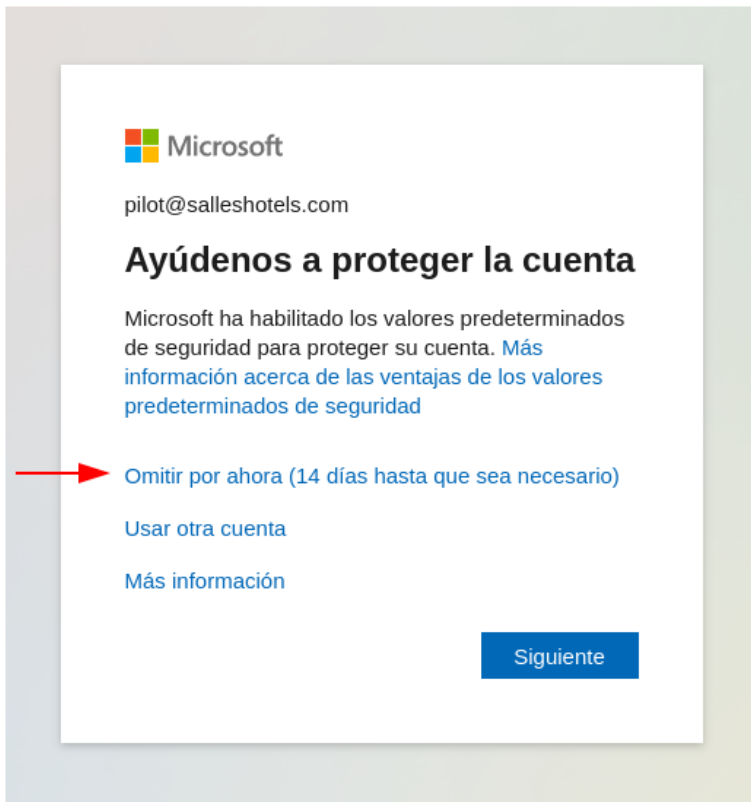 Microsoft
pilot@salleshotels.com
Ayúdenos a proteger la cuenta
Microsoft ha habilitado los valores predeterminados
de seguridad para proteger su cuenta. Más
información acerca de las ventajas de los valores
predeterminados de seguridad
Omitir por ahora (14 días hasta que sea necesario)
Usar otra cuenta
Más información
Siguiente